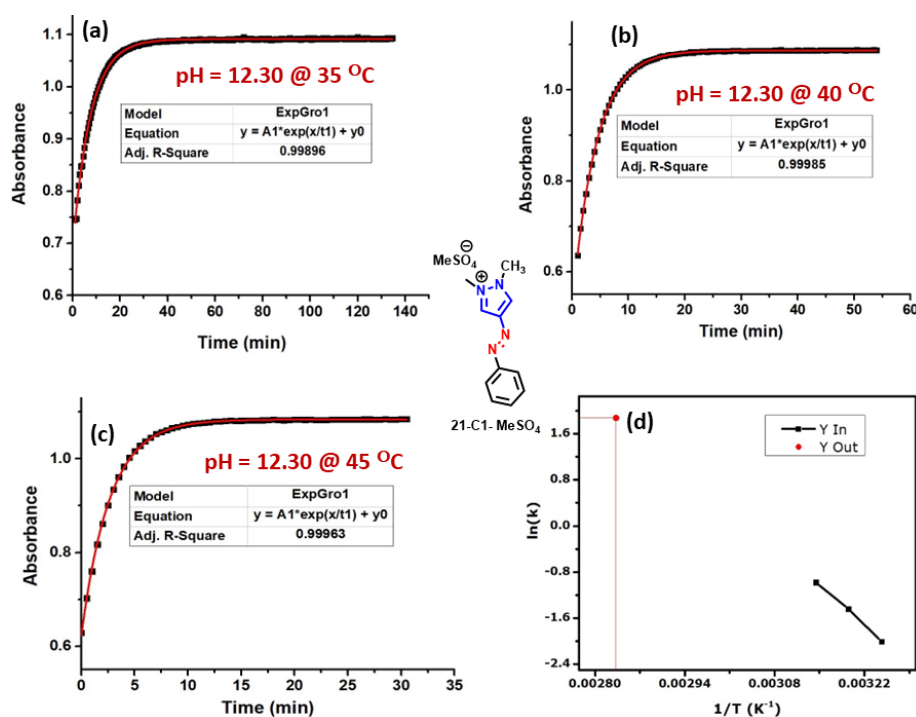 (a)
pH = 12.30 @ 35 ᴼC
Model ExpGro1
Equation y = A1*exp(x/t1) + y0
Adj. R-Square 0.99896
Absorbance
1.1
1.0
0.9
0.8
0.7
0.6
0 20 40 60 80 100 120 140
Time (min)
(b)
pH = 12.30 @ 40 ᴼC
Model ExpGro1
Equation y = A1*exp(x/t1) + y0
Adj. R-Square 0.99985
Absorbance
1.0
0.8
0.6
0 10 20 30 40 50 60
Time (min)
MeSO₄ ⊖
⊕ CH₃
N N
N
N
21-C1- MeSO₄
(c)
pH = 12.30 @ 45 ᴼC
Model ExpGro1
Equation y = A1*exp(x/t1) + y0
Adj. R-Square 0.99963
Absorbance
1.0
0.8
0.6
0 5 10 15 20 25 30 35
Time (min)
(d)
Y In
Y Out
ln(k)
1.6
0.8
0.0
-0.8
-1.6
-2.4
0.00280 0.00294 0.00308 0.00322
1/T (K⁻¹)